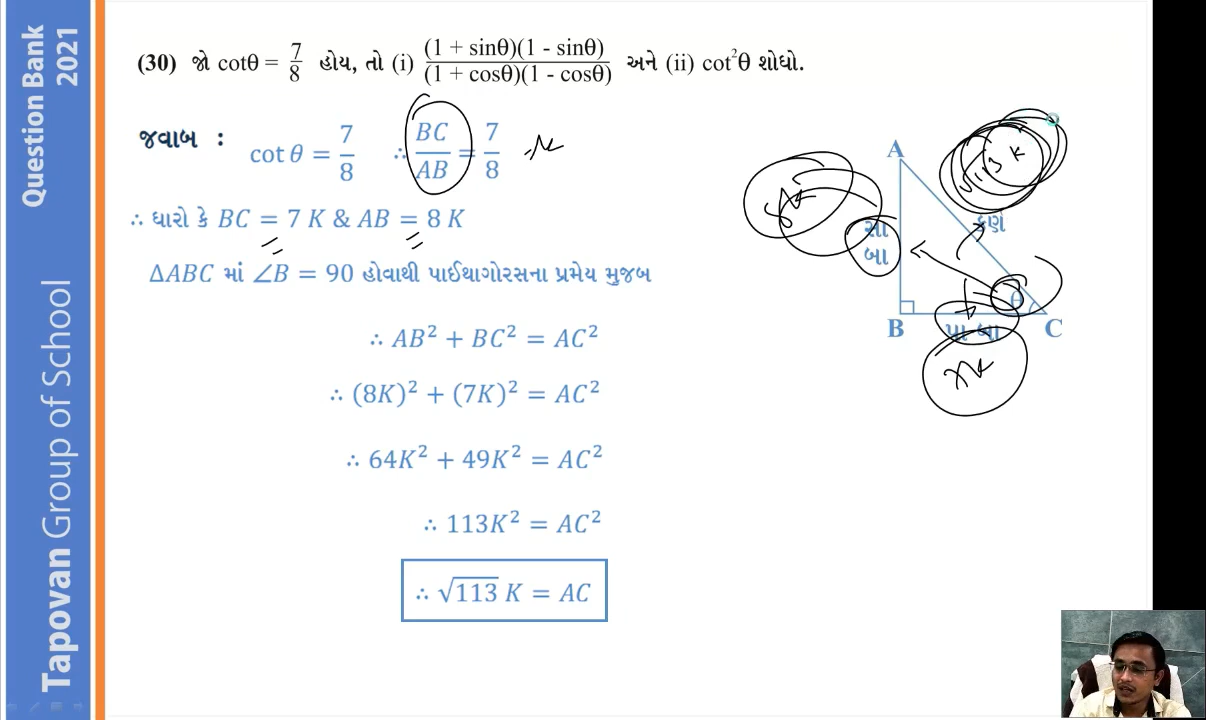 Question Bank
2021
Tapovan Group of School
(30) જો cotθ = 7/8 હોય, તો (i) (1 + sinθ)(1 - sinθ)/(1 + cosθ)(1 - cosθ) અને (ii) cot²θ શોધો.
જવાબ :
cot θ = 7/8 ∴ BC/AB = 7/8
∴ ધારો કે BC = 7 K & AB = 8 K
ΔABC માં ∠B = 90 હોવાથી પાઈથાગોરસના પ્રમેય મુજબ
∴ AB² + BC² = AC²
∴ (8K)² + (7K)² = AC²
∴ 64K² + 49K² = AC²
∴ 113K² = AC²
∴ √113 K = AC
A
સા
બા
કર્ણ
θ
B
પા બા
C